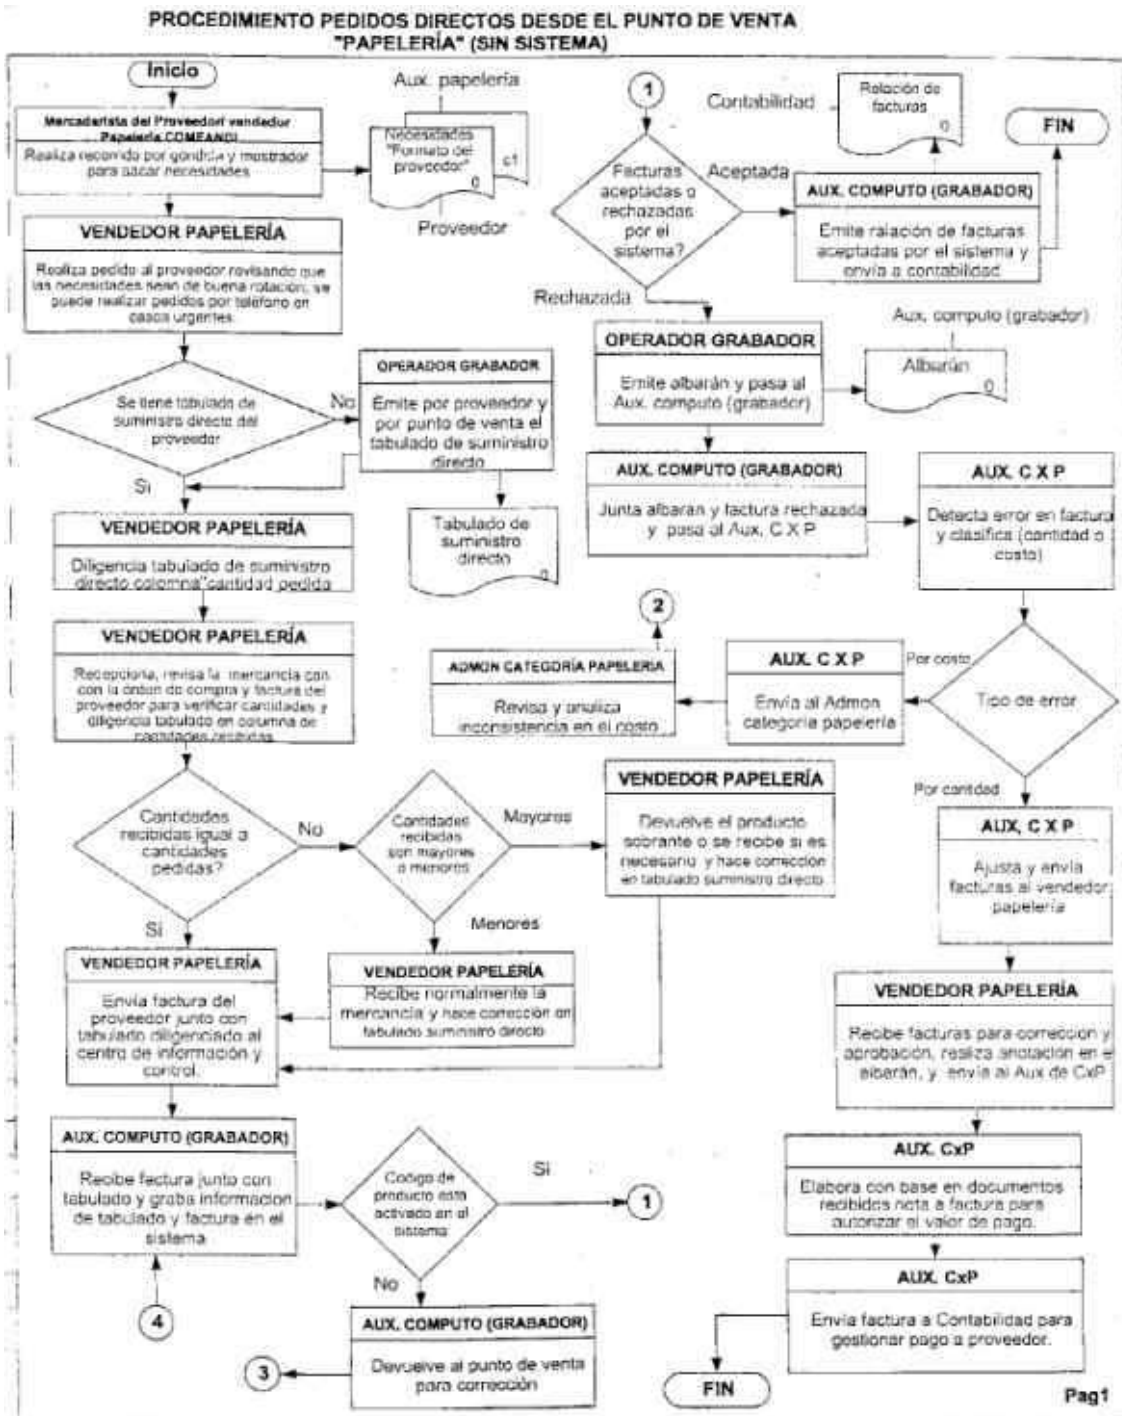 PROCEDIMIENTO PEDIDOS DIRECTOS DESDE EL PUNTO DE VENTA
"PAPELERÍA" (SIN SISTEMA)
Inicio
Mercaderista del Proveedor/ vendedor
Papelería COMFANDI
Realiza recorrido por góndola y mostrador
para sacar necesidades
Aux. papelería
Necesidades
"Formato del
proveedor"
0
c1
Proveedor
VENDEDOR PAPELERÍA
Realiza pedido al proveedor revisando que
las necesidades sean de buena rotación, se
puede realizar pedidos por teléfono en
casos urgentes
Se tiene tabulado de
suministro directo del
proveedor
No
Si
OPERADOR GRABADOR
Emite por proveedor y
por punto de venta el
tabulado de suministro
directo
Tabulado de
suministro
directo
0
VENDEDOR PAPELERÍA
Diligencia tabulado de suministro
directo columna"cantidad pedida
VENDEDOR PAPELERÍA
Recepciona, revisa la mercancia con
con la orden de compra y factura del
proveedor para verificar cantidades y
diligencia tabulado en columna de
cantidades recibidas
Cantidades
recibidas igual a
cantidades
pedidas?
No
Si
Cantidades
recibidas
son mayores
o menores
Mayores
Menores
VENDEDOR PAPELERÍA
Devuelve el producto
sobrante o se recibe si es
necesario y hace corrección
en tabulado suministro directo
VENDEDOR PAPELERÍA
Recibe normalmente la
mercancía y hace corrección en
tabulado suministro directo
VENDEDOR PAPELERÍA
Envía factura del
proveedor junto con
tabulado diligenciado al
centro de información y
control.
AUX. COMPUTO (GRABADOR)
Recibe factura junto con
tabulado y graba informacion
de tabulado y factura en el
sistema
4
Codigo de
producto esta
activado en el
sistema
Si
1
No
AUX. COMPUTO (GRABADOR)
Devuelve al punto de venta
para corrección
3
1
Facturas
aceptadas o
rechazadas
por el
sistema?
Aceptada
Rechazada
Contabilidad
Relación de
facturas
0
FIN
AUX. COMPUTO (GRABADOR)
Emite ralación de facturas
aceptadas por el sistema y
envía a contabilidad
OPERADOR GRABADOR
Emite albarán y pasa al
Aux. computo (grabador)
Aux. computo (grabador)
Albarán
0
AUX. COMPUTO (GRABADOR)
Junta albarán y factura rechazada
y pasa al Aux. C X P
AUX. C X P
Detecta error en factura
y clasifica (cantidad o
costo)
Tipo de error
Por costo
Por cantidad
AUX. C X P
Envía al Admon
categoría papelería
ADMON CATEGORÍA PAPELERIA
Revisa y analiza
inconsistencia en el costo
2
AUX, C X P
Ajusta y envía
facturas al vendedor
papelería
VENDEDOR PAPELERÍA
Recibe facturas para corrección y
aprobación, realiza anotación en el
albarán, y envía al Aux de CxP
AUX. CxP
Elabora con base en documentos
recibidos nota a factura para
autorizar el valor de pago.
AUX. CxP
Envía factura a Contabilidad para
gestionar pago a proveedor.
FIN
Pag1